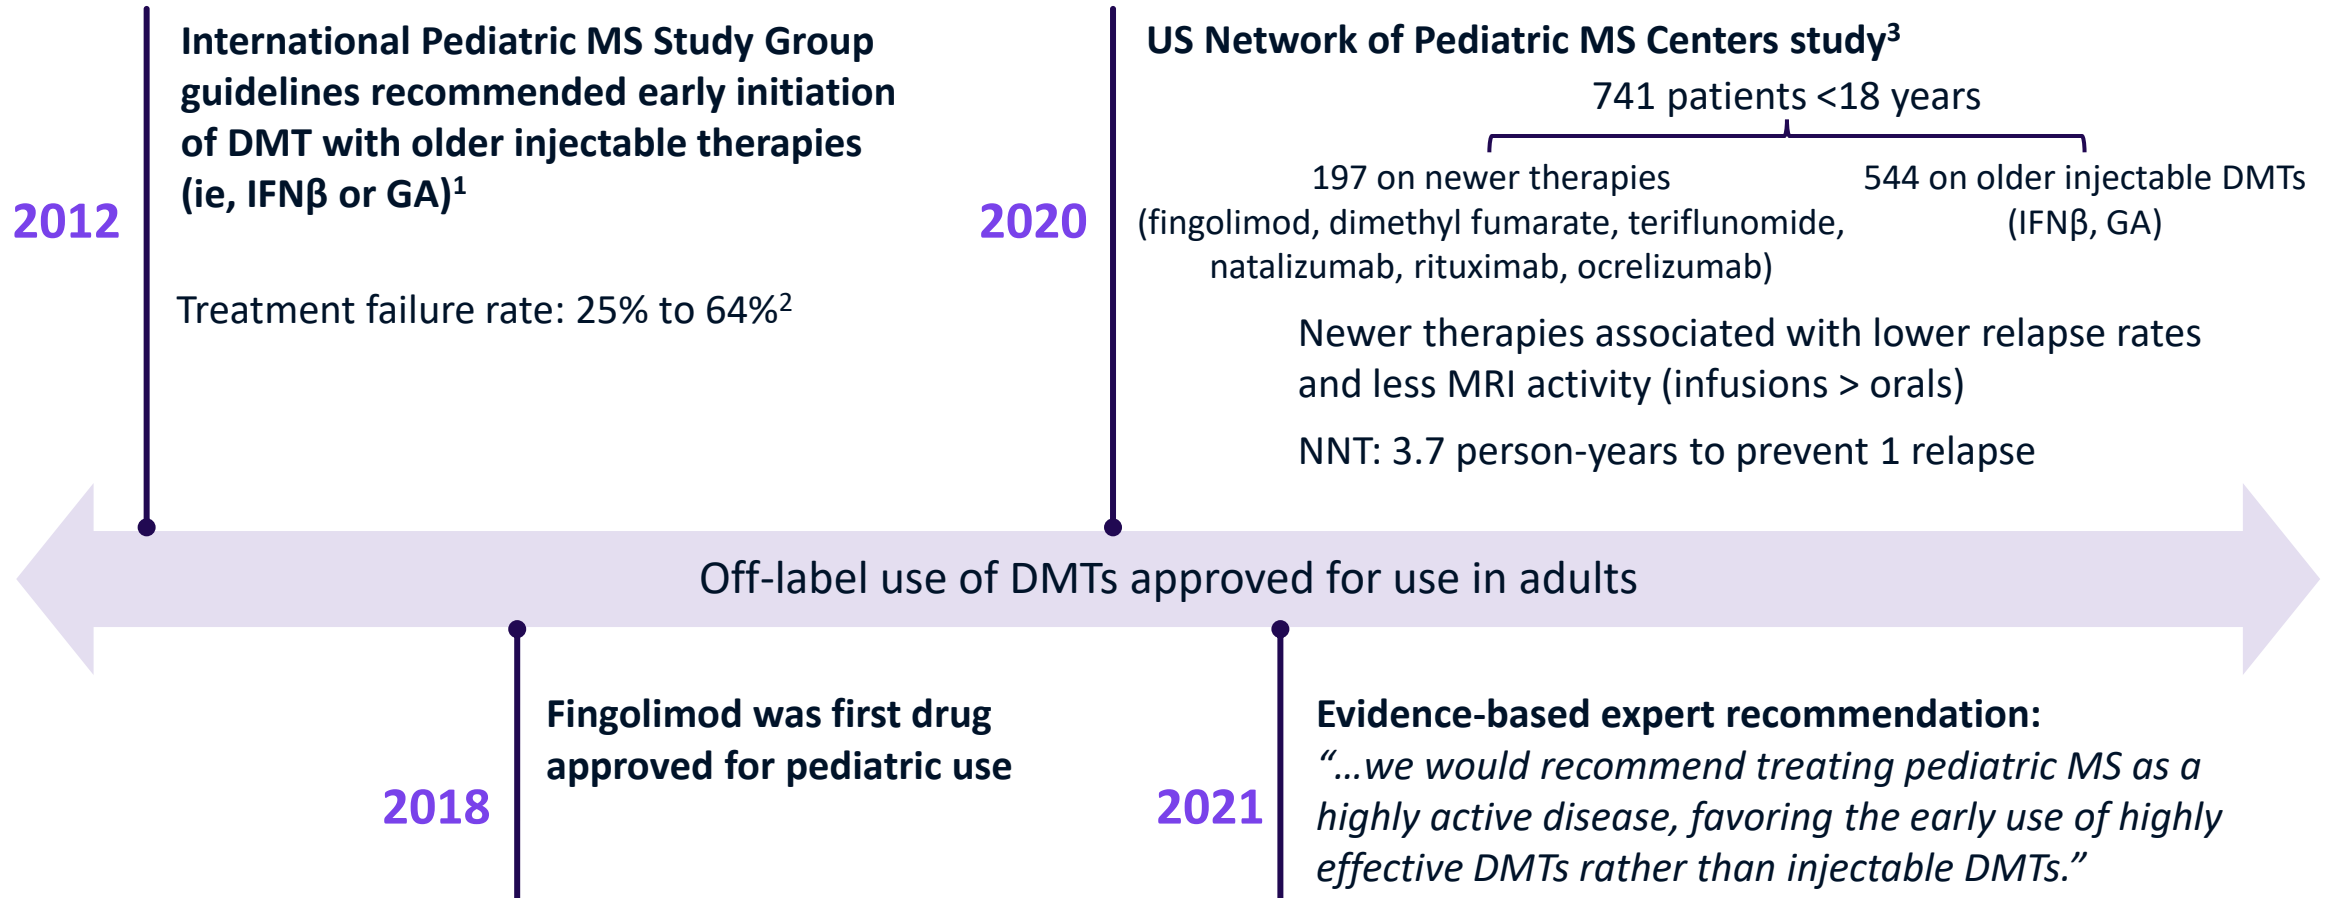 2012
International Pediatric MS Study Group
guidelines recommended early initiation
of DMT with older injectable therapies
(ie, IFNβ or GA)1
Treatment failure rate: 25% to 64%2
2020
US Network of Pediatric MS Centers study3
741 patients <18 years
197 on newer therapies
(fingolimod, dimethyl fumarate, teriflunomide,
natalizumab, rituximab, ocrelizumab)
544 on older injectable DMTs
(IFNβ, GA)
Newer therapies associated with lower relapse rates
and less MRI activity (infusions > orals)
NNT: 3.7 person-years to prevent 1 relapse
Off-label use of DMTs approved for use in adults
2018
Fingolimod was first drug
approved for pediatric use
2021
Evidence-based expert recommendation:
“…we would recommend treating pediatric MS as a
highly active disease, favoring the early use of highly
effective DMTs rather than injectable DMTs.”